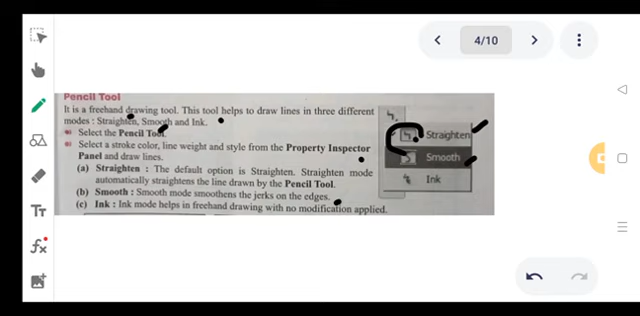 4/10
Pencil Tool
It is a freehand drawing tool. This tool helps to draw lines in three different
modes : Straighten, Smooth and Ink.
Select the Pencil Tool.
Select a stroke color, line weight and style from the Property Inspector
Panel and draw lines.
(a) Straighten : The default option is Straighten. Straighten mode
automatically straightens the line drawn by the Pencil Tool.
(b) Smooth : Smooth mode smoothens the jerks on the edges.
(c) Ink : Ink mode helps in freehand drawing with no modification applied.
Straighten
Smooth
Ink
Tт
fx